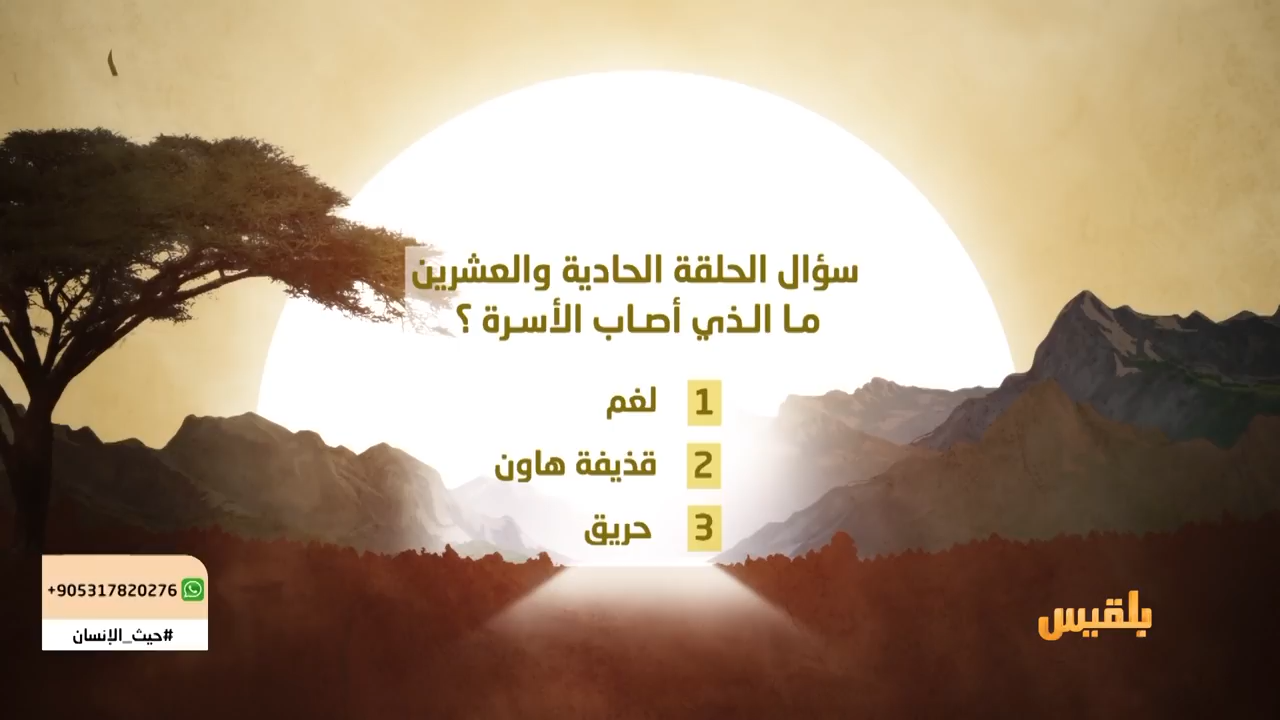 سؤال الحلقة الحادية والعشرين
ما الذي أصاب الأسرة ؟
1 لغم
2 قذيفة هاون
3 حريق
+905317820276
#حيث_الإنسان
بلقيس